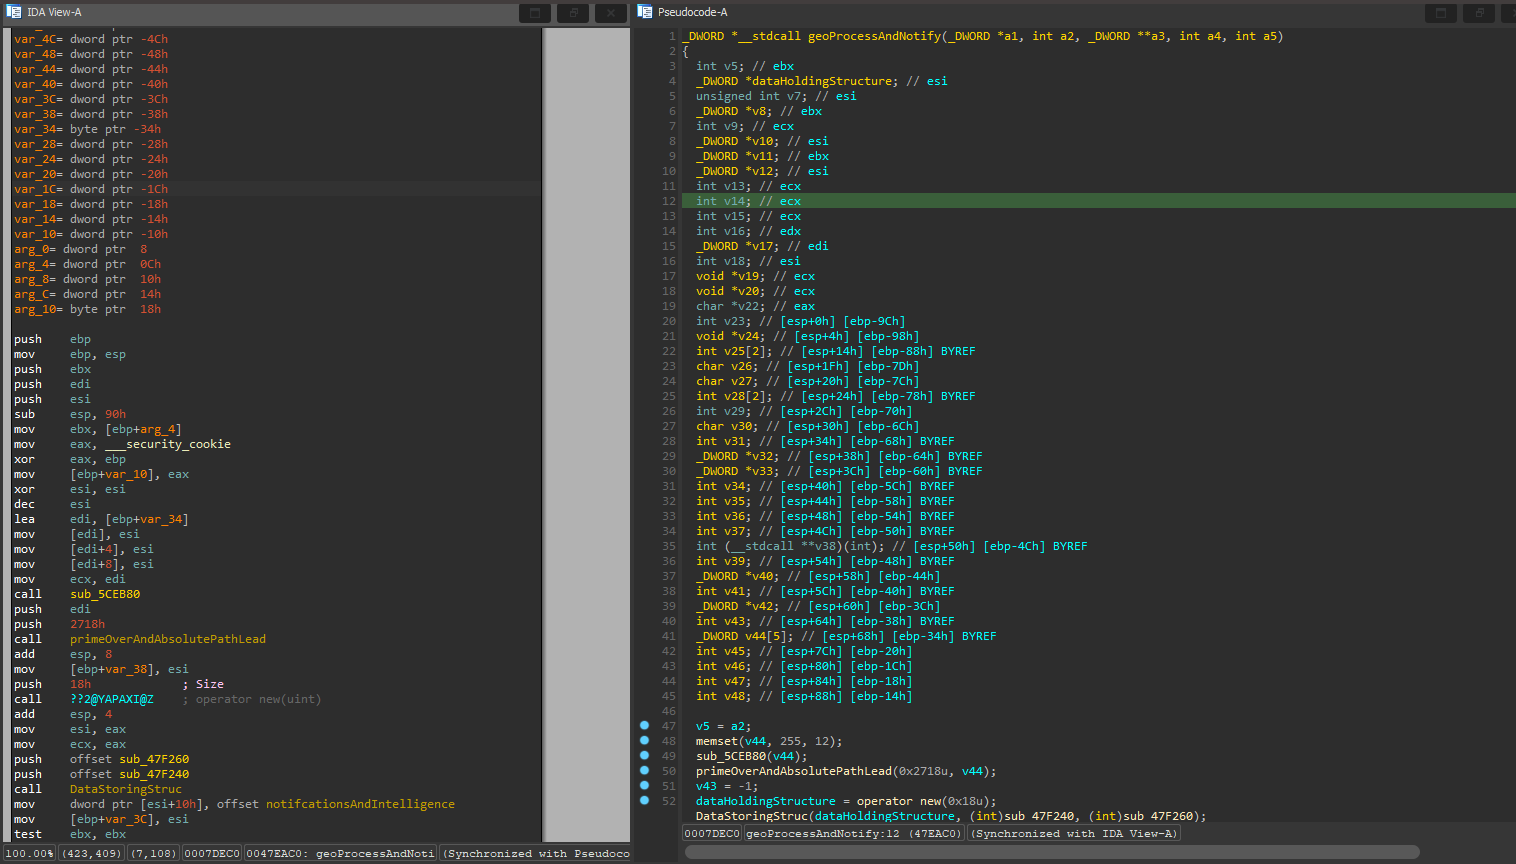 IDA View-A
var_4C= dword ptr -4Ch
var_48= dword ptr -48h
var_44= dword ptr -44h
var_40= dword ptr -40h
var_3C= dword ptr -3Ch
var_38= dword ptr -38h
var_34= byte ptr -34h
var_28= dword ptr -28h
var_24= dword ptr -24h
var_20= dword ptr -20h
var_1C= dword ptr -1Ch
var_18= dword ptr -18h
var_14= dword ptr -14h
var_10= dword ptr -10h
arg_0= dword ptr  8
arg_4= dword ptr  0Ch
arg_8= dword ptr  10h
arg_C= dword ptr  14h
arg_10= byte ptr  18h
push    ebp
mov     ebp, esp
push    ebx
push    edi
push    esi
sub     esp, 90h
mov     ebx, [ebp+arg_4]
mov     eax, ___security_cookie
xor     eax, ebp
mov     [ebp+var_10], eax
xor     esi, esi
dec     esi
lea     edi, [ebp+var_34]
mov     [edi], esi
mov     [edi+4], esi
mov     [edi+8], esi
mov     ecx, edi
call    sub_5CEB80
push    edi
push    2718h
call    primeOverAndAbsolutePathLead
add     esp, 8
mov     [ebp+var_38], esi
push    18h             ; Size
call    ??2@YAPAXI@Z    ; operator new(uint)
add     esp, 4
mov     esi, eax
mov     ecx, eax
push    offset sub_47F260
push    offset sub_47F240
call    DataStoringStruc
mov     dword ptr [esi+10h], offset notifcationsAndIntelligence
mov     [ebp+var_3C], esi
test    ebx, ebx
100.00% (423,409) (7,108) 0007DEC0 0047EAC0: geoProcessAndNoti (Synchronized with Pseudoco
Pseudocode-A
1 _DWORD *__stdcall geoProcessAndNotify(_DWORD *a1, int a2, _DWORD **a3, int a4, int a5)
2 {
3   int v5; // ebx
4   _DWORD *dataHoldingStructure; // esi
5   unsigned int v7; // esi
6   _DWORD *v8; // ebx
7   int v9; // ecx
8   _DWORD *v10; // esi
9   _DWORD *v11; // ebx
10   _DWORD *v12; // esi
11   int v13; // ecx
12   int v14; // ecx
13   int v15; // ecx
14   int v16; // edx
15   _DWORD *v17; // edi
16   int v18; // esi
17   void *v19; // ecx
18   void *v20; // ecx
19   char *v22; // eax
20   int v23; // [esp+0h] [ebp-9Ch]
21   void *v24; // [esp+4h] [ebp-98h]
22   int v25[2]; // [esp+14h] [ebp-88h] BYREF
23   char v26; // [esp+1Fh] [ebp-7Dh]
24   char v27; // [esp+20h] [ebp-7Ch]
25   int v28[2]; // [esp+24h] [ebp-78h] BYREF
26   int v29; // [esp+2Ch] [ebp-70h]
27   char v30; // [esp+30h] [ebp-6Ch]
28   int v31; // [esp+34h] [ebp-68h] BYREF
29   _DWORD *v32; // [esp+38h] [ebp-64h] BYREF
30   _DWORD *v33; // [esp+3Ch] [ebp-60h] BYREF
31   int v34; // [esp+40h] [ebp-5Ch] BYREF
32   int v35; // [esp+44h] [ebp-58h] BYREF
33   int v36; // [esp+48h] [ebp-54h] BYREF
34   int v37; // [esp+4Ch] [ebp-50h] BYREF
35   int (__stdcall **v38)(int); // [esp+50h] [ebp-4Ch] BYREF
36   int v39; // [esp+54h] [ebp-48h] BYREF
37   _DWORD *v40; // [esp+58h] [ebp-44h]
38   int v41; // [esp+5Ch] [ebp-40h] BYREF
39   _DWORD *v42; // [esp+60h] [ebp-3Ch]
40   int v43; // [esp+64h] [ebp-38h] BYREF
41   _DWORD v44[5]; // [esp+68h] [ebp-34h] BYREF
42   int v45; // [esp+7Ch] [ebp-20h]
43   int v46; // [esp+80h] [ebp-1Ch]
44   int v47; // [esp+84h] [ebp-18h]
45   int v48; // [esp+88h] [ebp-14h]
46
47   v5 = a2;
48   memset(v44, 255, 12);
49   sub_5CEB80(v44);
50   primeOverAndAbsolutePathLead(0x2718u, v44);
51   v43 = -1;
52   dataHoldingStructure = operator new(0x18u);
DataStoringStruc(dataHoldingStructure, (int)sub_47F240, (int)sub_47F260);
0007DEC0 geoProcessAndNotify:12 (47EAC0) (Synchronized with IDA View-A)